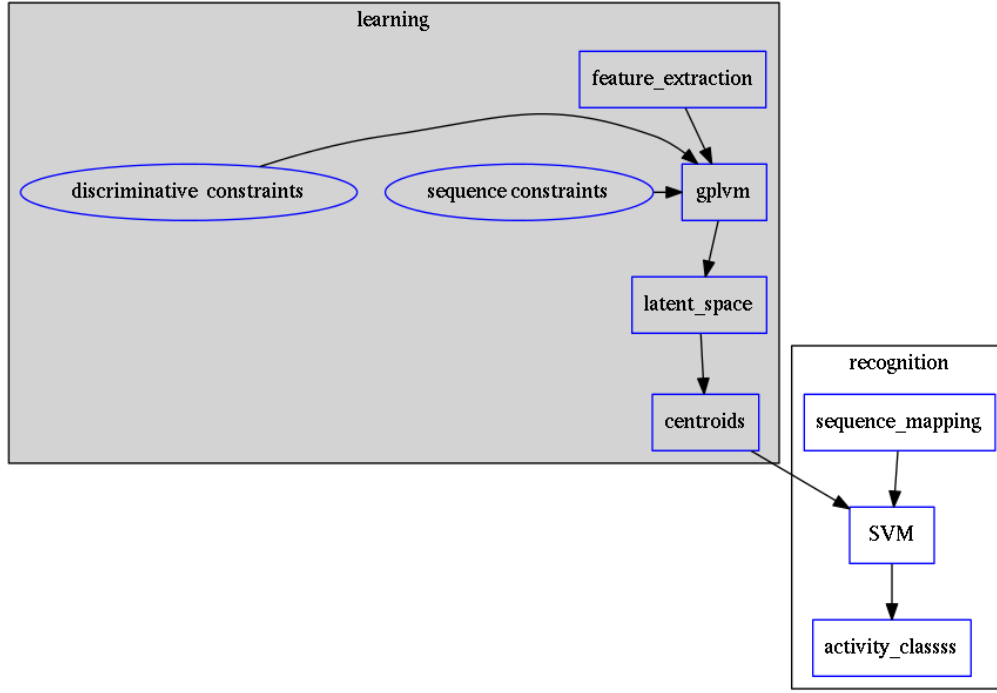 learning
feature_extraction
discriminative constraints
sequence constraints
gplvm
latent_space
recognition
centroids
sequence_mapping
SVM
activity_classss